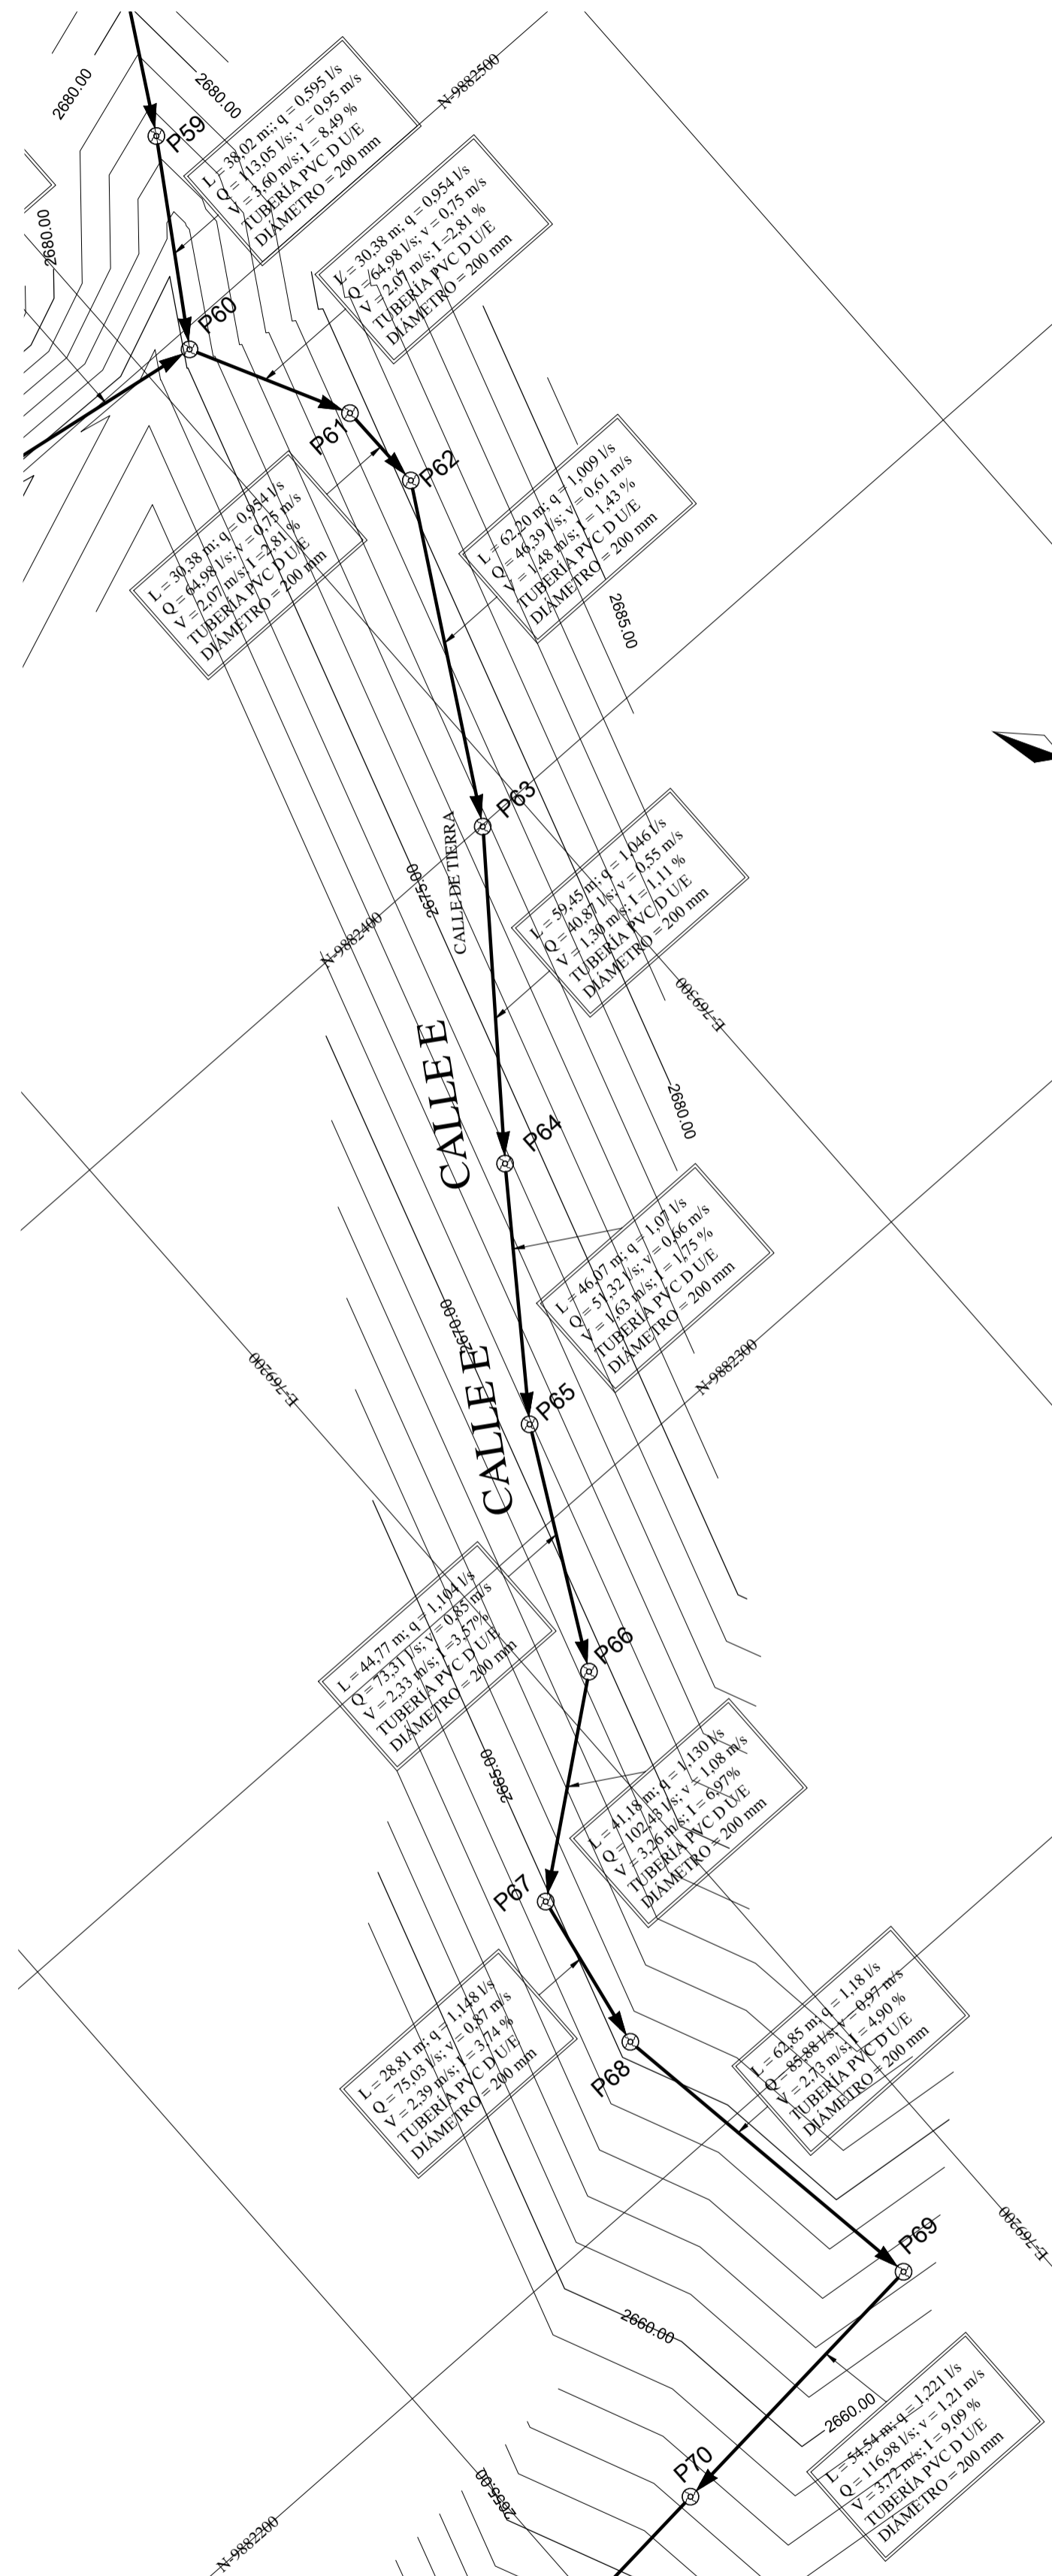 2680.00
2680.00
N-9882500
P59
L = 38,02 m;; q = 0,595 l/s
Q = 113,05 l/s; v = 0,95 m/s
V = 3,60 m/s; I = 8,49 %
TUBERÍA PVC D U/E
DIÁMETRO = 200 mm
L = 30,38 m; q = 0,954 l/s
Q = 64,98 l/s; v = 0,75 m/s
V = 2,07 m/s; I =2,81 %
TUBERÍA PVC D U/E
DIÁMETRO = 200 mm
2680.00
P60
P61
P62
L = 30,38 m; q = 0,954 l/s
Q = 64,98 l/s; v = 0,75 m/s
V = 2,07 m/s; I =2,81 %
TUBERÍA PVC D U/E
DIÁMETRO = 200 mm
L = 62,20 m; q = 1,009 l/s
Q = 46,39 l/s; v = 0,61 m/s
V = 1,48 m/s; I = 1,43 %
TUBERÍA PVC D U/E
DIÁMETRO = 200 mm
2685.00
P63
CALLE DE TIERRA
2675.00
N-9882400
L = 59,45 m; q = 1,046 l/s
Q = 40,87 l/s; v = 0,55 m/s
V = 1,30 m/s; I = 1,11 %
TUBERÍA PVC D U/E
DIÁMETRO = 200 mm
E-769300
CALLE E
2680.00
P64
L = 46,07 m; q = 1,07 l/s
Q = 51,32 l/s; v = 0,66 m/s
V = 1,63 m/s; I = 1,75 %
TUBERÍA PVC D U/E
DIÁMETRO = 200 mm
2670.00
E-769200
N-9882300
CALLE E
P65
L = 44,77 m; q = 1,104 l/s
Q = 73,31 l/s; v = 0,85 m/s
V = 2,33 m/s; I =3,57%
TUBERÍA PVC D U/E
DIÁMETRO = 200 mm
P66
2665.00
L = 41,18 m; q = 1,130 l/s
Q = 102,43 l/s; v = 1,08 m/s
V = 3,26 m/s; I = 6,97%
TUBERÍA PVC D U/E
DIÁMETRO = 200 mm
P67
L = 28,81 m; q = 1,148 l/s
Q = 75,03 l/s; v = 0,87 m/s
V = 2,39 m/s; I = 3,74 %
TUBERÍA PVC D U/E
DIÁMETRO = 200 mm
P68
L = 62,85 m; q = 1,18 l/s
Q = 85,88 l/s; v = 0,97 m/s
V = 2,73 m/s; I = 4,90 %
TUBERÍA PVC D U/E
DIÁMETRO = 200 mm
P69
E-769200
2660.00
2660.00
L = 54,54 m; q = 1,221 l/s
Q = 116,98 l/s; v = 1,21 m/s
V = 3,72 m/s; I = 9,09 %
TUBERÍA PVC D U/E
DIÁMETRO = 200 mm
P70
2655.00
N-9882200